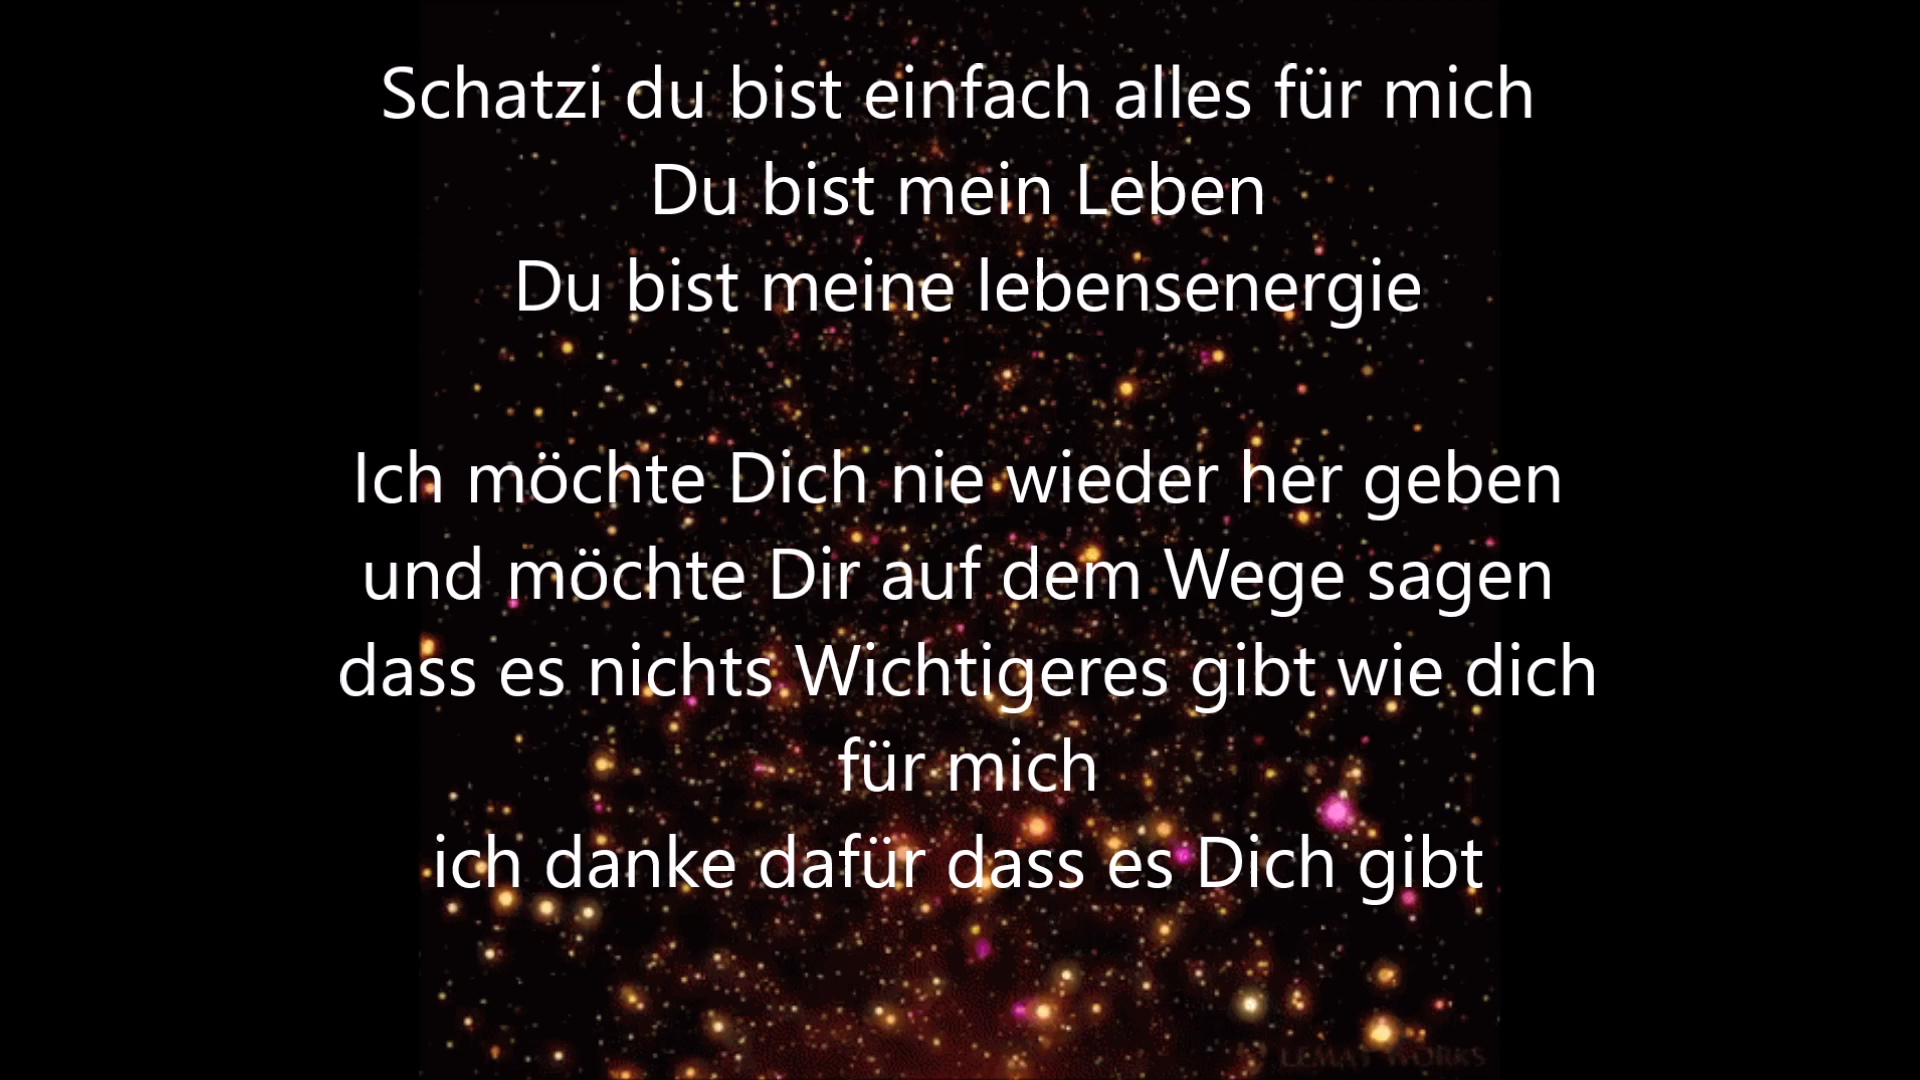 Schatzi du bist einfach alles für mich
Du bist mein Leben
Du bist meine lebensenergie
Ich möchte Dich nie wieder her geben
und möchte Dir auf dem Wege sagen
dass es nichts Wichtigeres gibt wie dich
für mich
ich danke dafür dass es Dich gibt
LEMAT WORKS